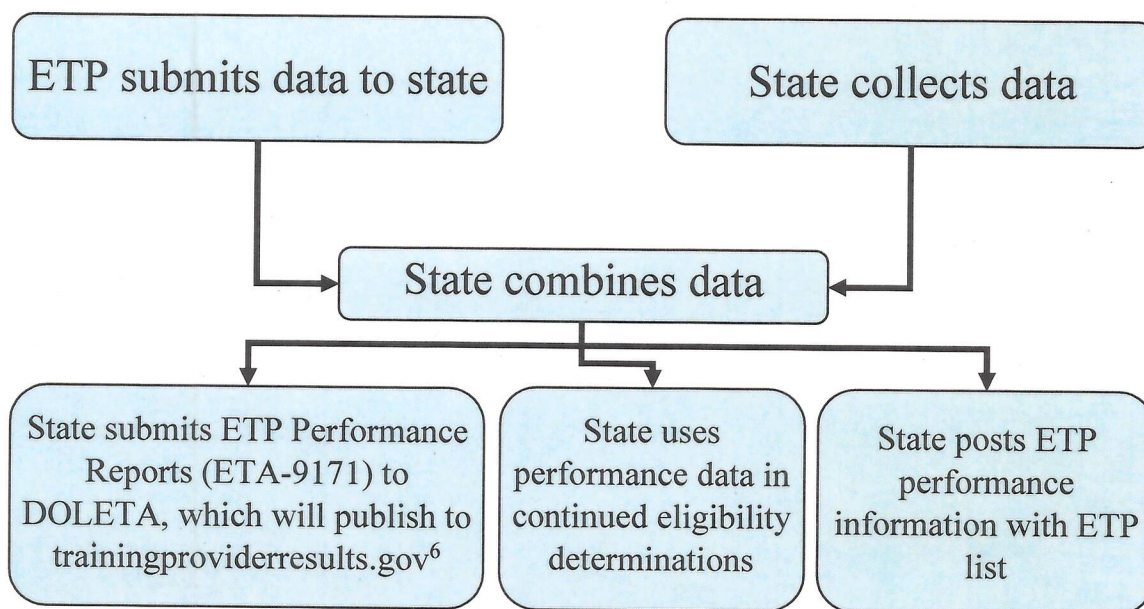 ETP submits data to state
State collects data
State combines data
State submits ETP Performance
Reports (ETA-9171) to
DOLETA, which will publish to
trainingproviderresults.gov⁶
State uses
performance data in
continued eligibility
determinations
State posts ETP
performance
information with ETP
list